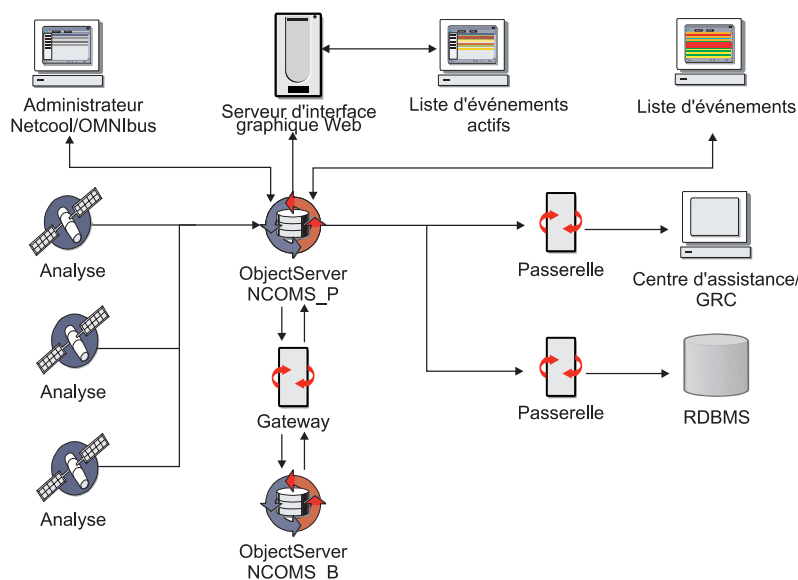 Administrateur
Netcool/OMNIbus
Serveur d'interface
graphique Web
Liste d'événements
actifs
Liste d'événements
Analyse
ObjectServer
NCOMS_P
Passerelle
Centre d'assistance/
GRC
Analyse
Gateway
Passerelle
RDBMS
Analyse
ObjectServer
NCOMS_B